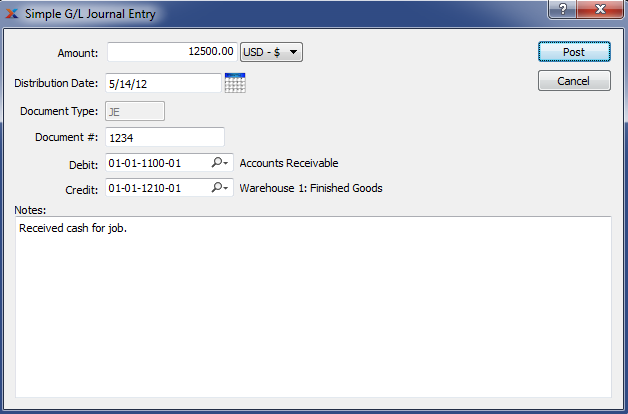 Simple G/L Journal Entry
Amount: 12500.00 USD - $ Post
Distribution Date: 5/14/12 Cancel
Document Type: JE
Document #: 1234
Debit: 01-01-1100-01 Accounts Receivable
Credit: 01-01-1210-01 Warehouse 1: Finished Goods
Notes:
Received cash for job.